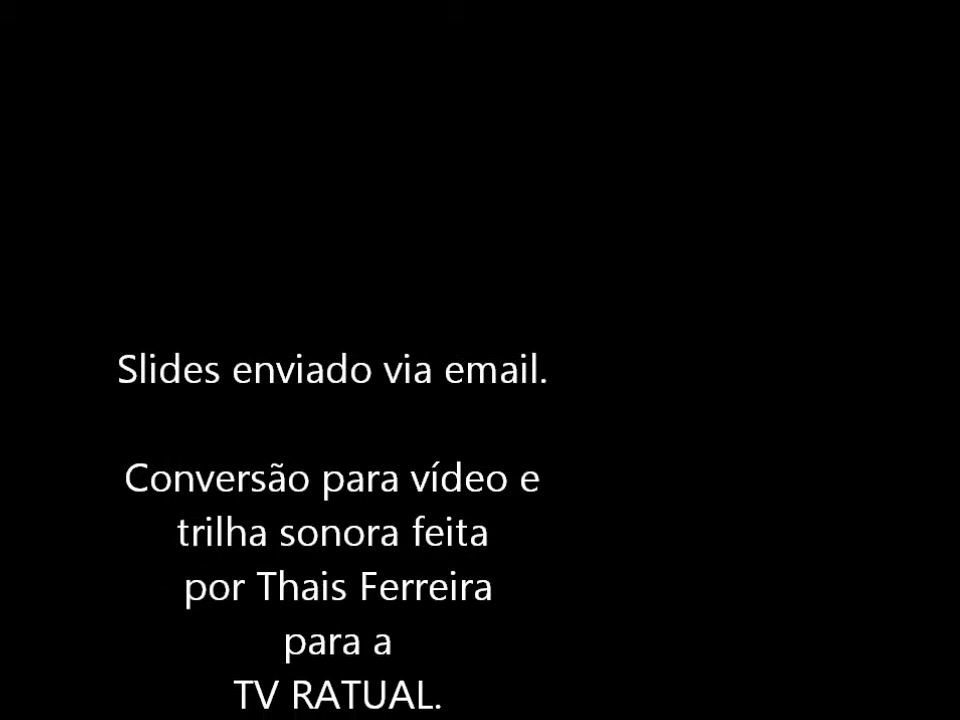 Slides enviado via email.
Conversão para vídeo e
trilha sonora feita
por Thais Ferreira
para a
TV RATUAL.